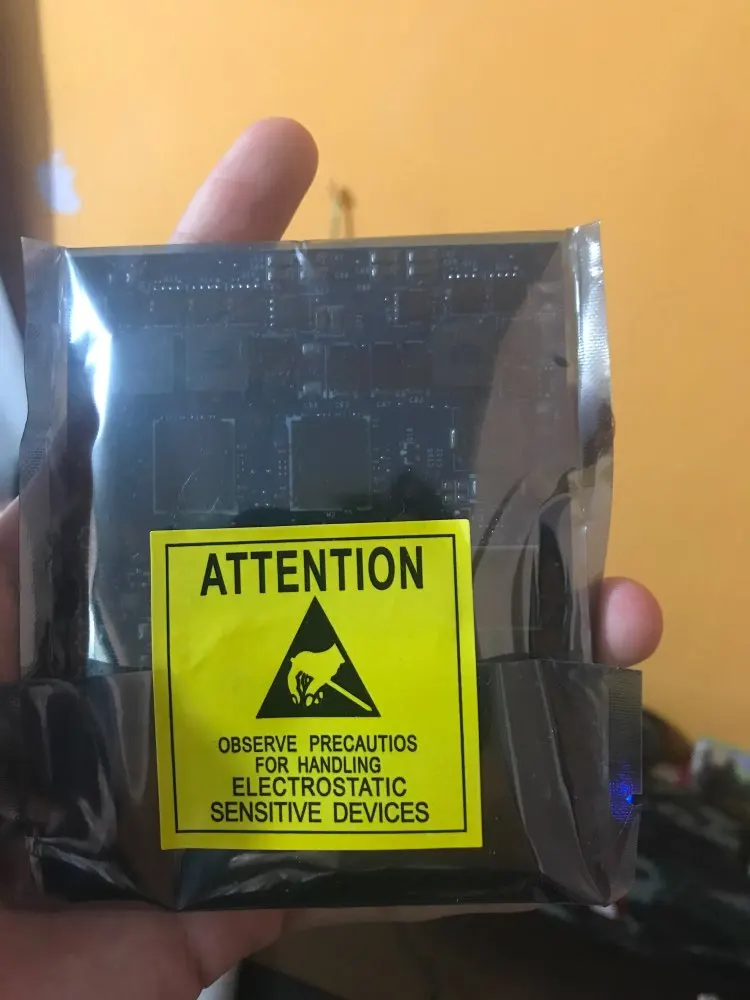 ATTENTION
OBSERVE PRECAUTIOS
FOR HANDLING
ELECTROSTATIC
SENSITIVE DEVICES